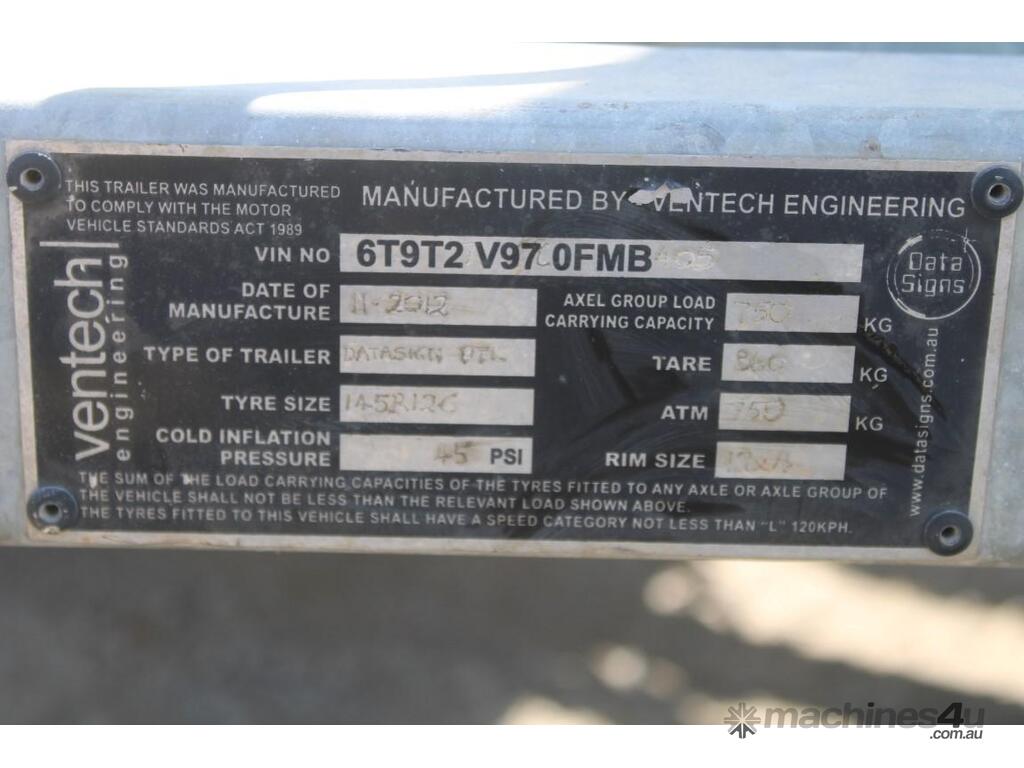 THIS TRAILER WAS MANUFACTURED
TO COMPLY WITH THE MOTOR
VEHICLE STANDARDS ACT 1989
MANUFACTURED BY VENTECH ENGINEERING
VIN NO 6T9T2 V97 0FMB
DATE OF
MANUFACTURE 11-2012
AXEL GROUP LOAD
CARRYING CAPACITY 750 KG
TYPE OF TRAILER DATASIGN
TARE KG
TYRE SIZE
ATM 750 KG
COLD INFLATION
PRESSURE 45 PSI
RIM SIZE
THE SUM OF THE LOAD CARRYING CAPACITIES OF THE TYRES FITTED TO ANY AXLE OR AXLE GROUP OF
THE VEHICLE SHALL NOT BE LESS THAN THE RELEVANT LOAD SHOWN ABOVE.
THE TYRES FITTED TO THIS VEHICLE SHALL HAVE A SPEED CATEGORY NOT LESS THAN "L" 120KPH.
ventech
engineering
Data
Signs
www.datasigns.com.au
machines4u
.com.au